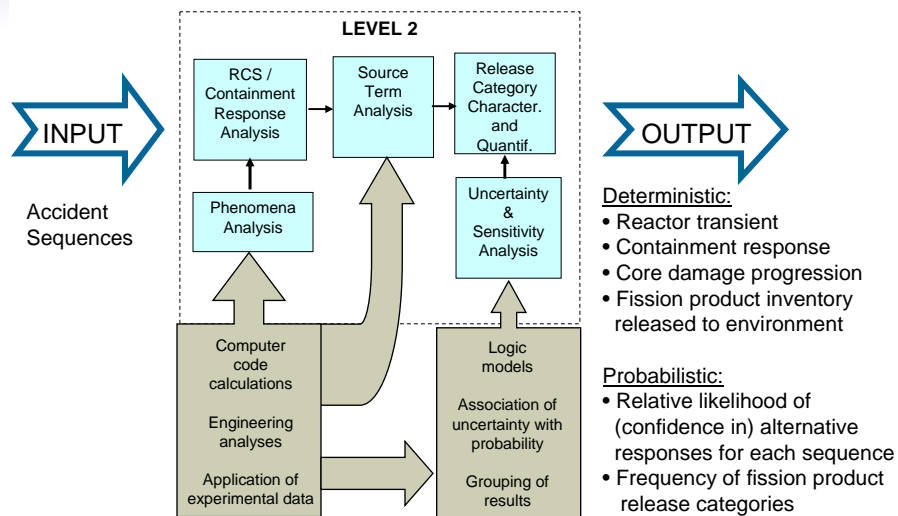 LEVEL 2
INPUT
Accident
Sequences
RCS /
Containment
Response
Analysis
Source
Term
Analysis
Release
Category
Character.
and
Quantif.
Phenomena
Analysis
Uncertainty
&
Sensitivity
Analysis
Computer
code
calculations
Engineering
analyses
Application of
experimental data
Logic
models
Association of
uncertainty with
probability
Grouping of
results
OUTPUT
Deterministic:
• Reactor transient
• Containment response
• Core damage progression
• Fission product inventory
released to environment
Probabilistic:
• Relative likelihood of
(confidence in) alternative
responses for each sequence
• Frequency of fission product
release categories